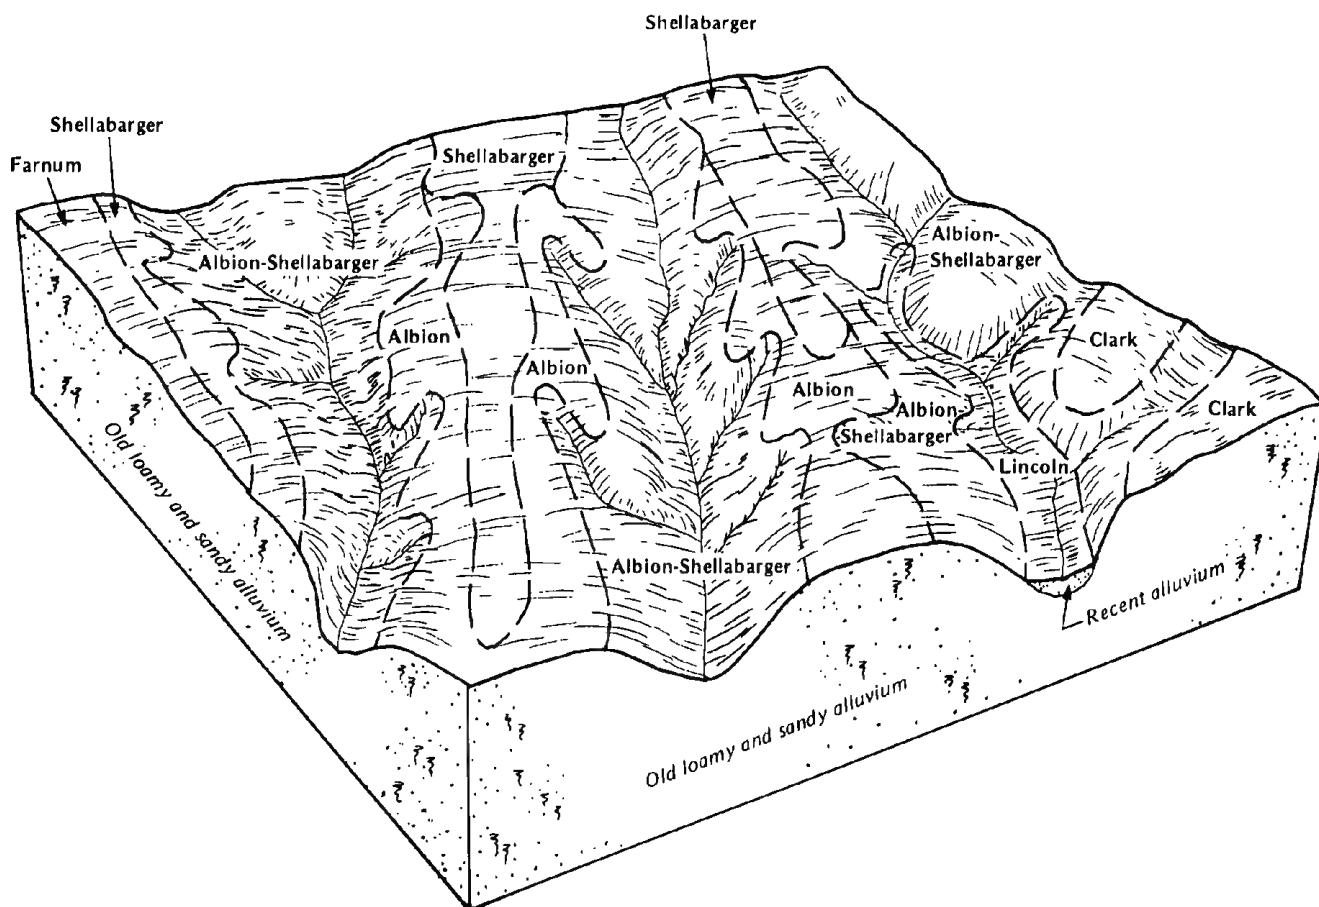 Shellabarger
Shellabarger
Farnum
Shellabarger
Albion-Shellabarger
Albion-
Shellabarger
Albion
Albion
Clark
Albion
Albion-
Shellabarger
Clark
Lincoln
Albion-Shellabarger
Old loamy and sandy alluvium
Recent alluvium
Old loamy and sandy alluvium